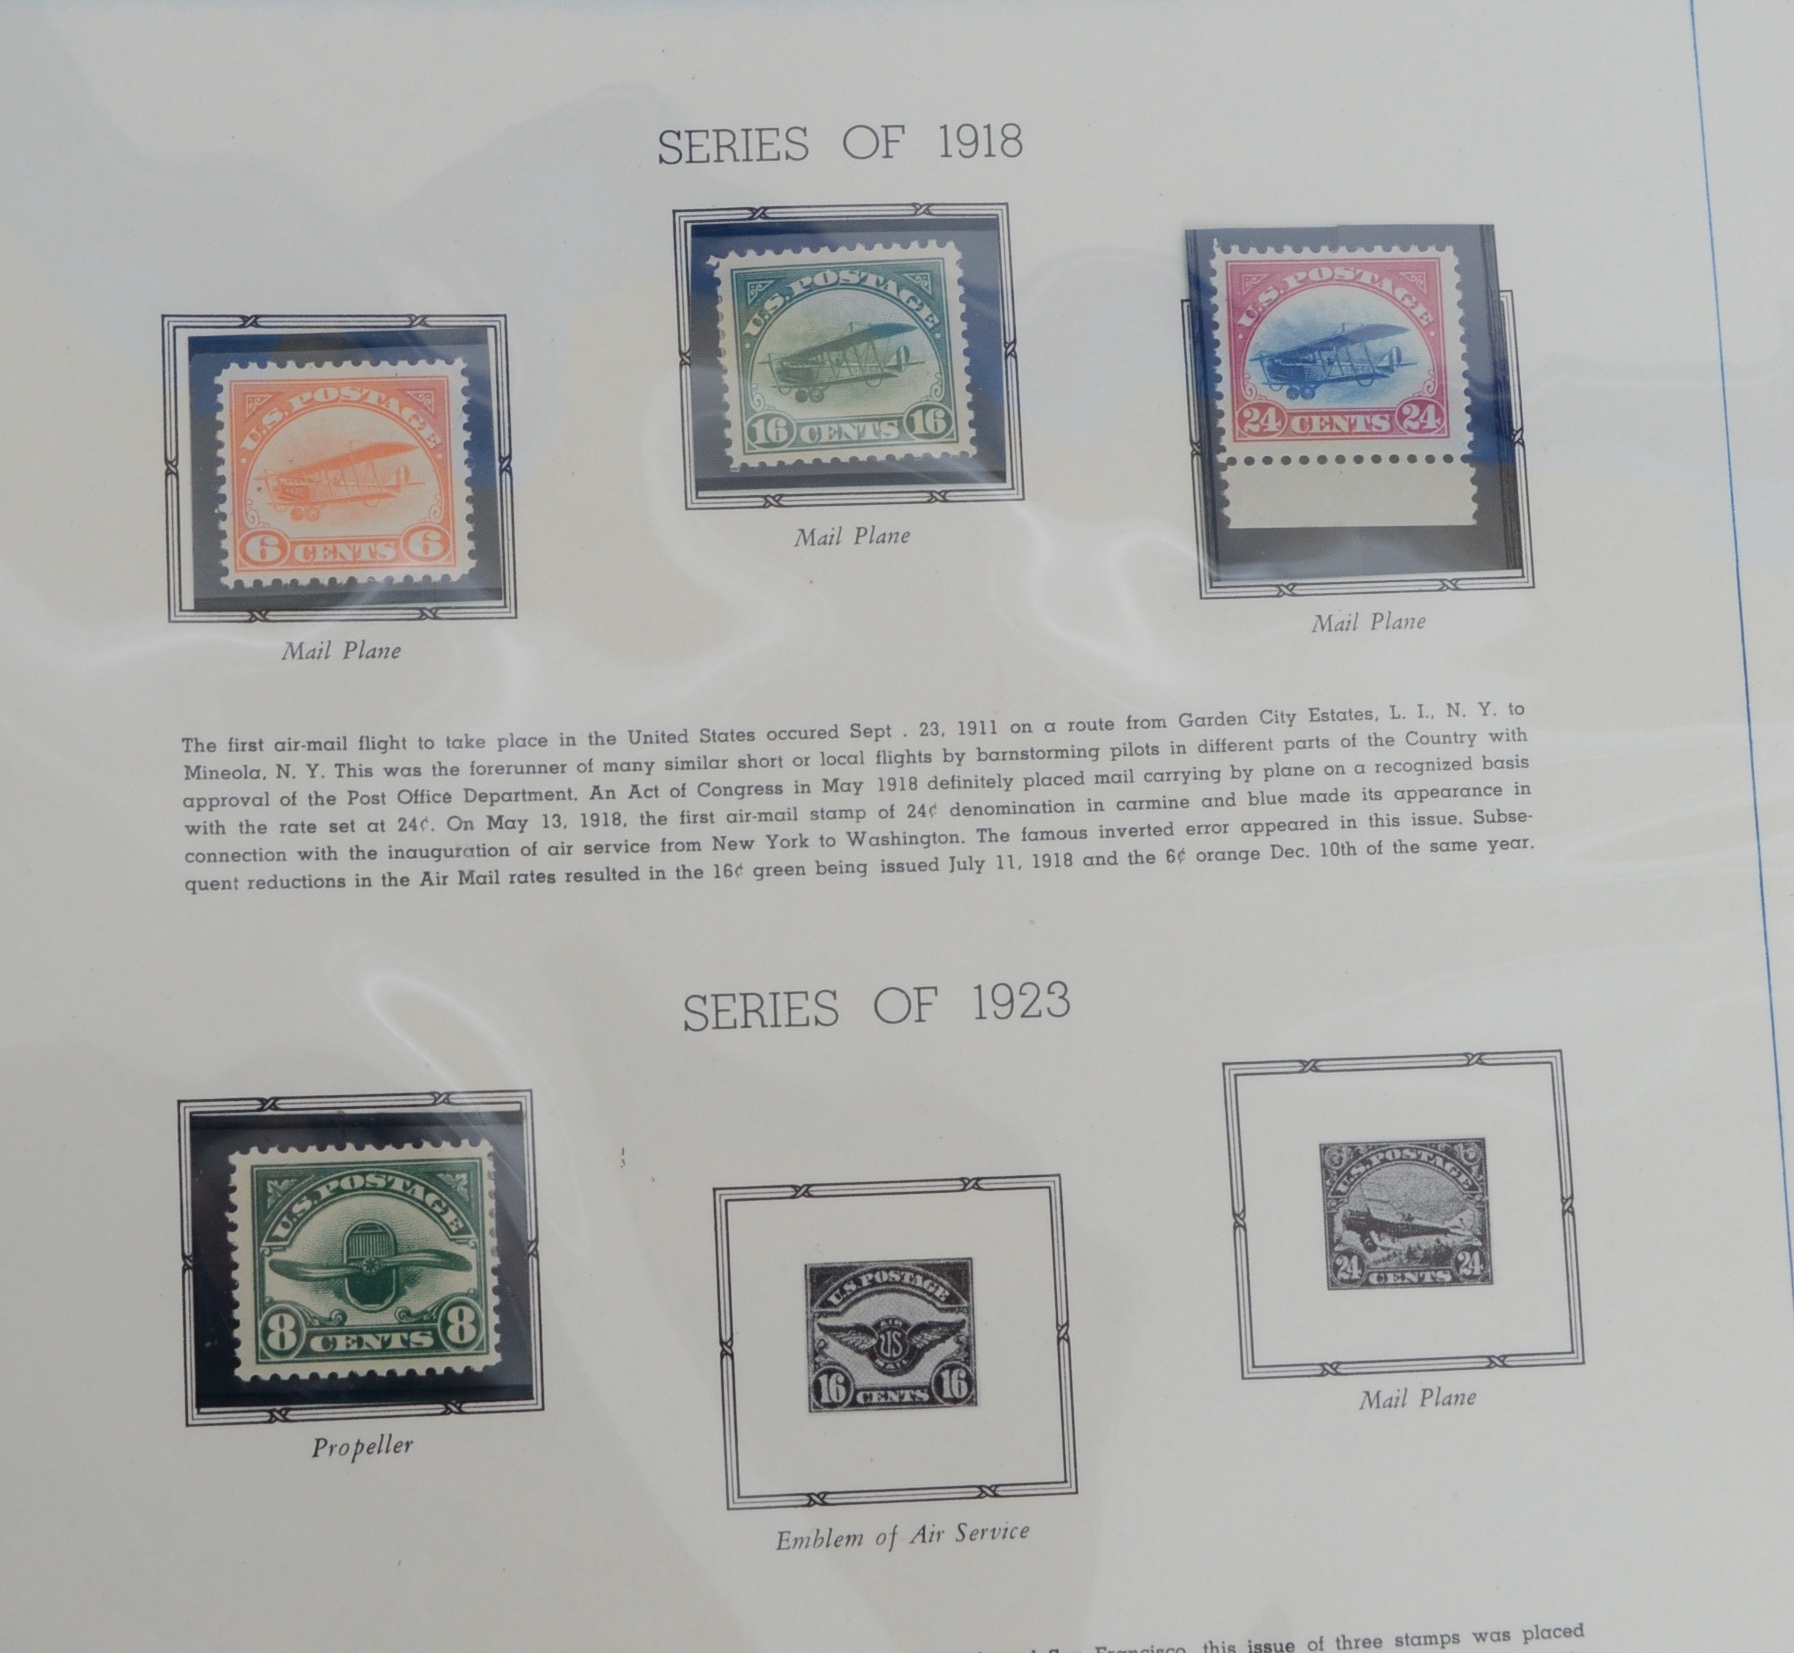 SERIES OF 1918
U.S. POSTAGE
6 CENTS 6
Mail Plane
U.S. POSTAGE
16 CENTS 16
Mail Plane
U.S. POSTAGE
24 CENTS 24
Mail Plane
The first air-mail flight to take place in the United States occured Sept . 23, 1911 on a route from Garden City Estates, L. I., N. Y. to
Mineola, N. Y. This was the forerunner of many similar short or local flights by barnstorming pilots in different parts of the Country with
approval of the Post Office Department. An Act of Congress in May 1918 definitely placed mail carrying by plane on a recognized basis
with the rate set at 24¢. On May 13, 1918, the first air-mail stamp of 24¢ denomination in carmine and blue made its appearance in
connection with the inauguration of air service from New York to Washington. The famous inverted error appeared in this issue. Subse-
quent reductions in the Air Mail rates resulted in the 16¢ green being issued July 11, 1918 and the 6¢ orange Dec. 10th of the same year.
SERIES OF 1923
U.S. POSTAGE
8 CENTS 8
Propeller
U.S. POSTAGE
AIR
US
MAIL
16 CENTS 16
Emblem of Air Service
U.S. POSTAGE
24 CENTS 24
Mail Plane
San Francisco, this issue of three stamps was placed